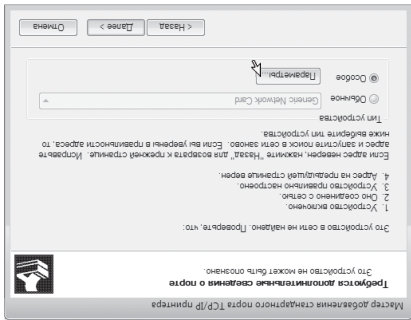 Мастер добавления стандартного порта TCP/IP принтера
Требуются дополнительные сведения о порте
Это устройство не может быть опознано.
Это устройство в сети не найдено. Проверьте, что:
1. Устройство включено.
2. Оно соединено с сетью.
3. Устройство правильно настроено.
4. Адрес на предыдущей странице верен.
Если адрес неверен, нажмите "Назад" для возврата к прежней странице. Исправьте
адрес и запустите поиск в сети заново. Если вы уверены в правильности адреса, то
ниже выберите тип устройства.
Тип устройства
Обычное Generic Network Card
Особое Параметры...
< Назад Далее > Отмена